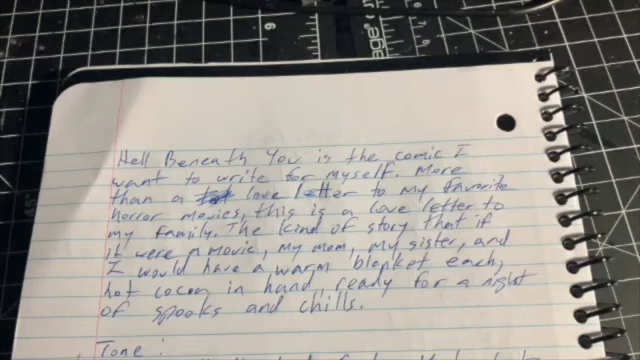 Hell Beneath You is the comic I
want to write for myself. More
than a love letter to my favorite
horror movies, this is a love letter to
my family. The kind of story that if
it were a movie, my mom, my sister, and
I would have a warm blanket each,
hot cocoa in hand, ready for a night
of spooks and chills.
Tone: